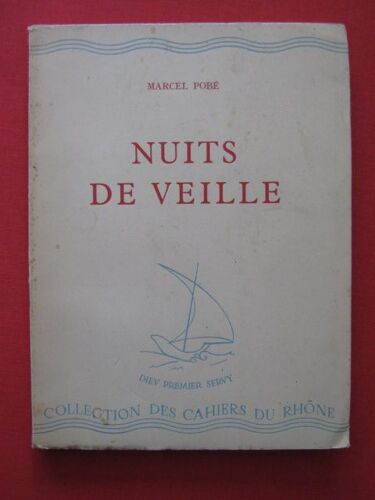 MARCEL POBÉ
NUITS
DE VEILLE
DIEV PREMIER SERVY
COLLECTION DES CAHIERS DU RHÔNE